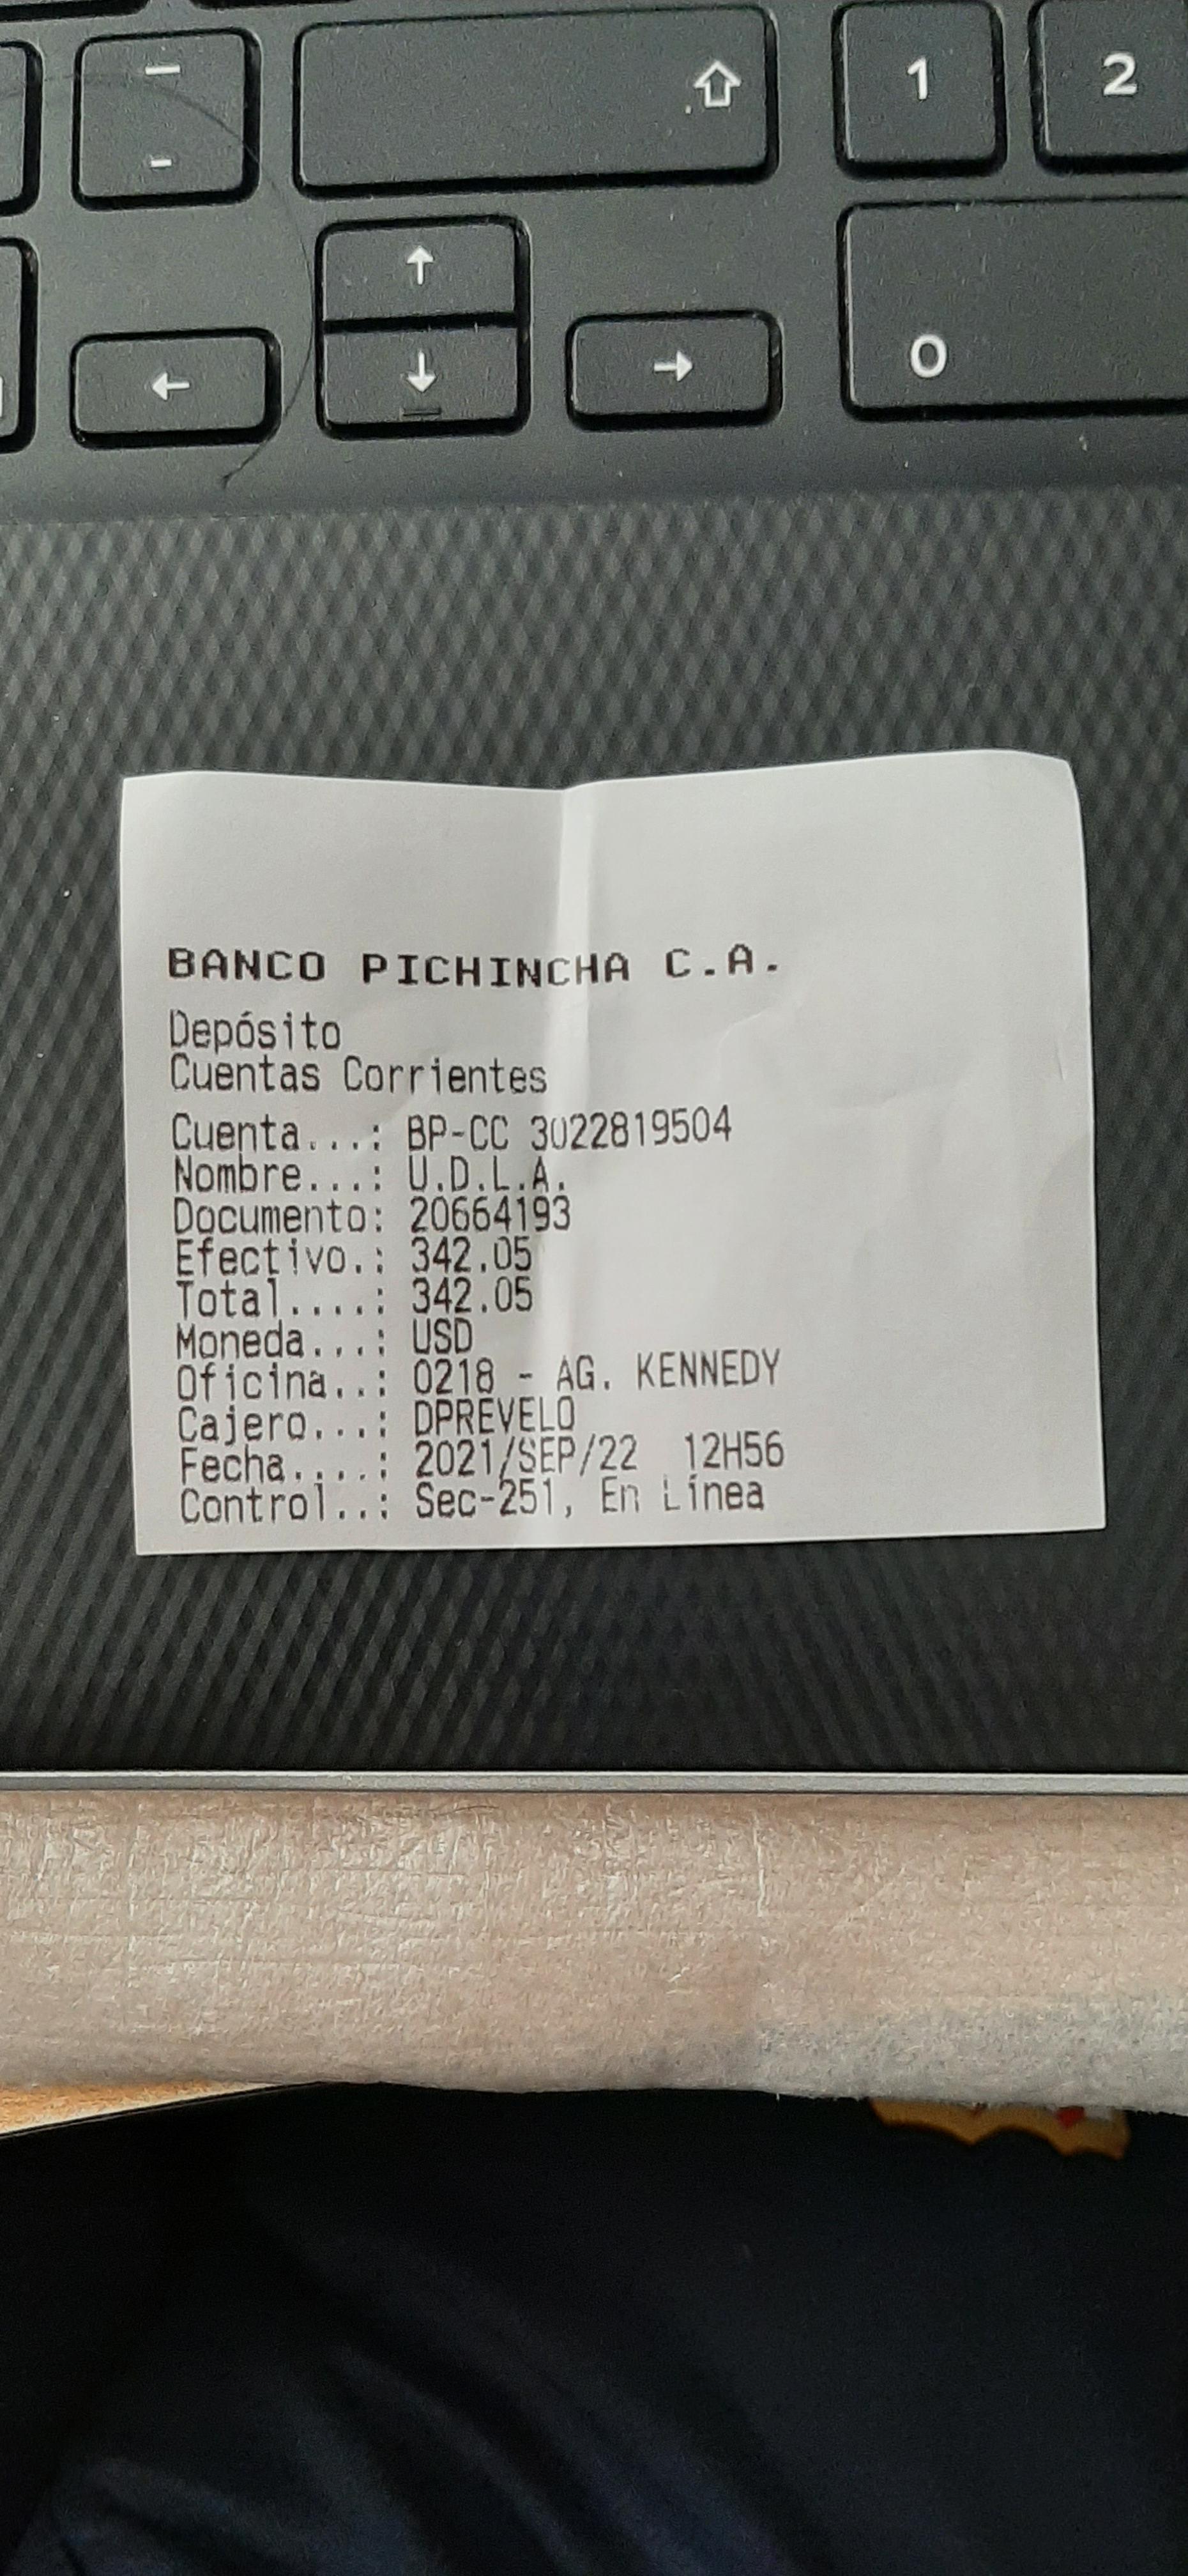 1 2
0
BANCO PICHINCHA C.A.
Depósito
Cuentas Corrientes
Cuenta...: BP-CC 3022819504
Nombre...: U.D.L.A.
Documento: 20664193
Efectivo.: 342.05
Total....: 342.05
Moneda...: USD
Oficina..: 0218 - AG. KENNEDY
Cajero...: DPREVELO
Fecha....: 2021/SEP/22 12H56
Control..: Sec-251, En Línea